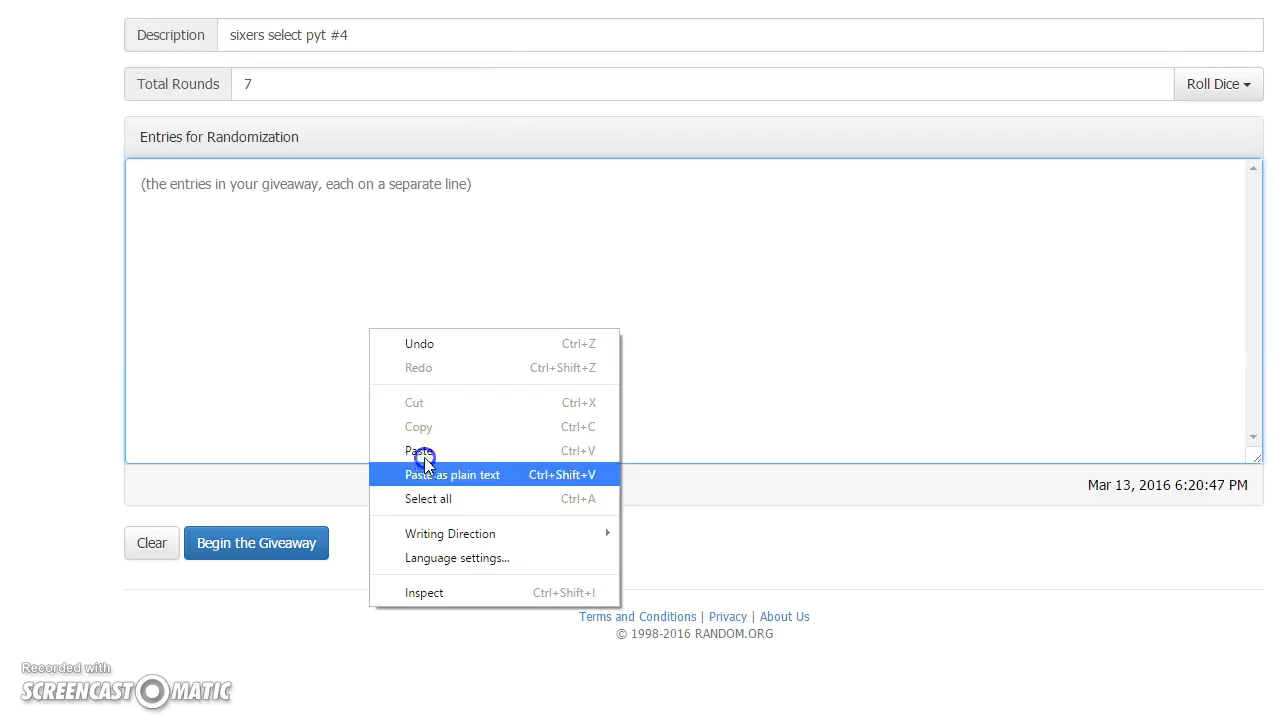 Description sixers select pyt #4
Total Rounds 7 Roll Dice
Entries for Randomization
(the entries in your giveaway, each on a separate line)
Undo Ctrl+Z
Redo Ctrl+Shift+Z
Cut Ctrl+X
Copy Ctrl+C
Paste Ctrl+V
Paste as plain text Ctrl+Shift+V
Select all Ctrl+A
Writing Direction
Language settings...
Inspect Ctrl+Shift+I
Mar 13, 2016 6:20:47 PM
Clear Begin the Giveaway
Terms and Conditions | Privacy | About Us
© 1998-2016 RANDOM.ORG
Recorded with
SCREENCAST-O-MATIC